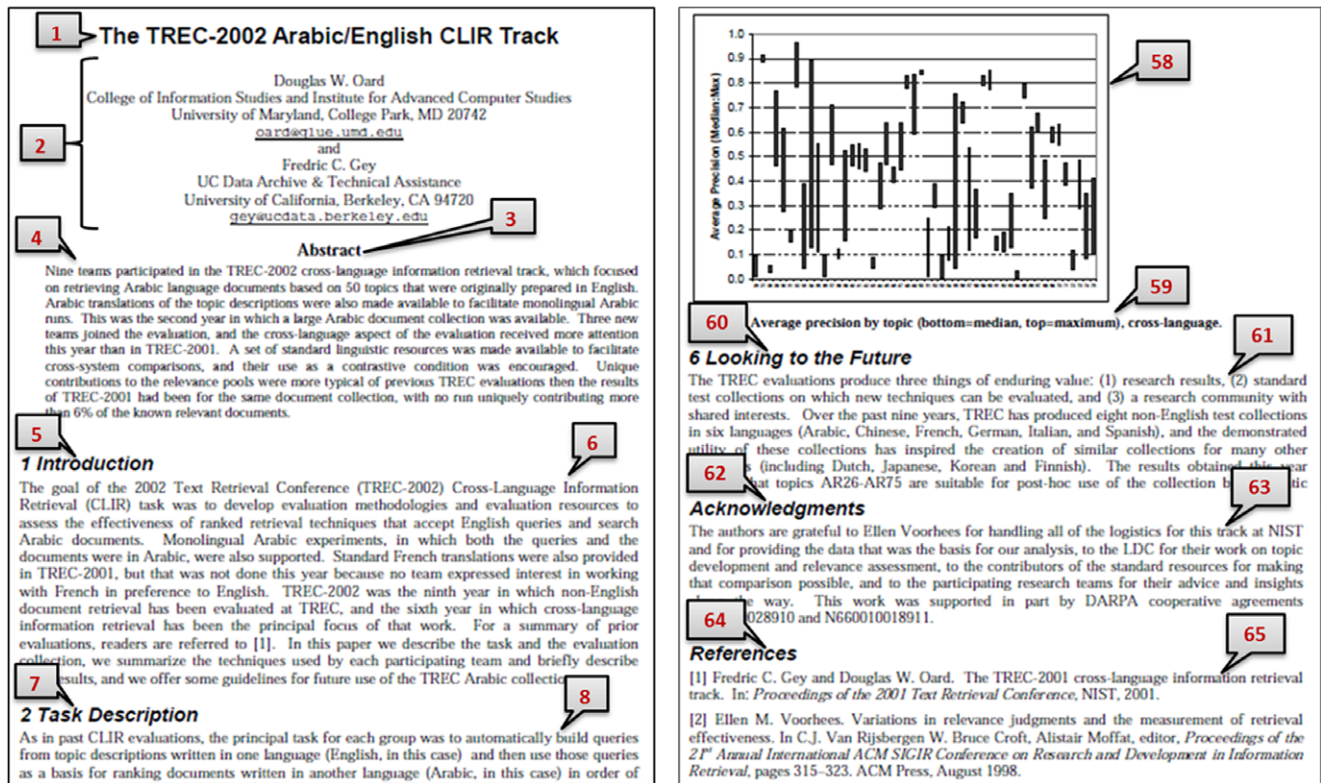 1
The TREC-2002 Arabic/English CLIR Track
2
Douglas W. Oard
College of Information Studies and Institute for Advanced Computer Studies
University of Maryland, College Park, MD 20742
oard@glue.umd.edu
and
Fredric C. Gey
UC Data Archive & Technical Assistance
University of California, Berkeley, CA 94720
gey@ucdata.berkeley.edu
3
4
Abstract
Nine teams participated in the TREC-2002 cross-language information retrieval track, which focused
on retrieving Arabic language documents based on 50 topics that were originally prepared in English.
Arabic translations of the topic descriptions were also made available to facilitate monolingual Arabic
runs. This was the second year in which a large Arabic document collection was available. Three new
teams joined the evaluation, and the cross-language aspect of the evaluation received more attention
this year than in TREC-2001. A set of standard linguistic resources was made available to facilitate
cross-system comparisons, and their use as a contrastive condition was encouraged. Unique
contributions to the relevance pools were more typical of previous TREC evaluations then the results
of TREC-2001 had been for the same document collection, with no run uniquely contributing more
than 6% of the known relevant documents.
5
6
1 Introduction
The goal of the 2002 Text Retrieval Conference (TREC-2002) Cross-Language Information
Retrieval (CLIR) task was to develop evaluation methodologies and evaluation resources to
assess the effectiveness of ranked retrieval techniques that accept English queries and search
Arabic documents. Monolingual Arabic experiments, in which both the queries and the
documents were in Arabic, were also supported. Standard French translations were also provided
in TREC-2001, but that was not done this year because no team expressed interest in working
with French in preference to English. TREC-2002 was the ninth year in which non-English
document retrieval has been evaluated at TREC, and the sixth year in which cross-language
information retrieval has been the principal focus of that work. For a summary of prior
evaluations, readers are referred to [1]. In this paper we describe the task and the evaluation
collection, we summarize the techniques used by each participating team and briefly describe
results, and we offer some guidelines for future use of the TREC Arabic
7
8
2 Task Description
As in past CLIR evaluations, the principal task for each group was to automatically build queries
from topic descriptions written in one language (English, in this case) and then use those queries
as a basis for ranking documents written in another language (Arabic, in this case) in order of
58
Average Precision (Median:Max)
1.0
0.9
0.8
0.7
0.6
0.5
0.4
0.3
0.2
0.1
0.0
59
60
Average precision by topic (bottom=median, top=maximum), cross-language.
61
6 Looking to the Future
The TREC evaluations produce three things of enduring value: (1) research results, (2) standard
test collections on which new techniques can be evaluated, and (3) a research community with
shared interests. Over the past nine years, TREC has produced eight non-English test collections
in six languages (Arabic, Chinese, French, German, Italian, and Spanish), and the demonstrated
utility of these collections has inspired the creation of similar collections for many other
(including Dutch, Japanese, Korean and Finnish). The results obtained this year
that topics AR26-AR75 are suitable for post-hoc use of the collection
62
63
Acknowledgments
The authors are grateful to Ellen Voorhees for handling all of the logistics for this track at NIST
and for providing the data that was the basis for our analysis, to the LDC for their work on topic
development and relevance assessment, to the contributors of the standard resources for making
that comparison possible, and to the participating research teams for their advice and insights
the way. This work was supported in part by DARPA cooperative agreements
028910 and N660010018911.
64
65
References
[1] Fredric C. Gey and Douglas W. Oard. The TREC-2001 cross-language information retrieval
track. In: Proceedings of the 2001 Text Retrieval Conference, NIST, 2001.
[2] Ellen M. Voorhees. Variations in relevance judgments and the measurement of retrieval
effectiveness. In C.J. Van Rijsbergen W. Bruce Croft, Alistair Moffat, editor, Proceedings of the
21st Annual International ACM SIGIR Conference on Research and Development in Information
Retrieval, pages 315–323. ACM Press, August 1998.